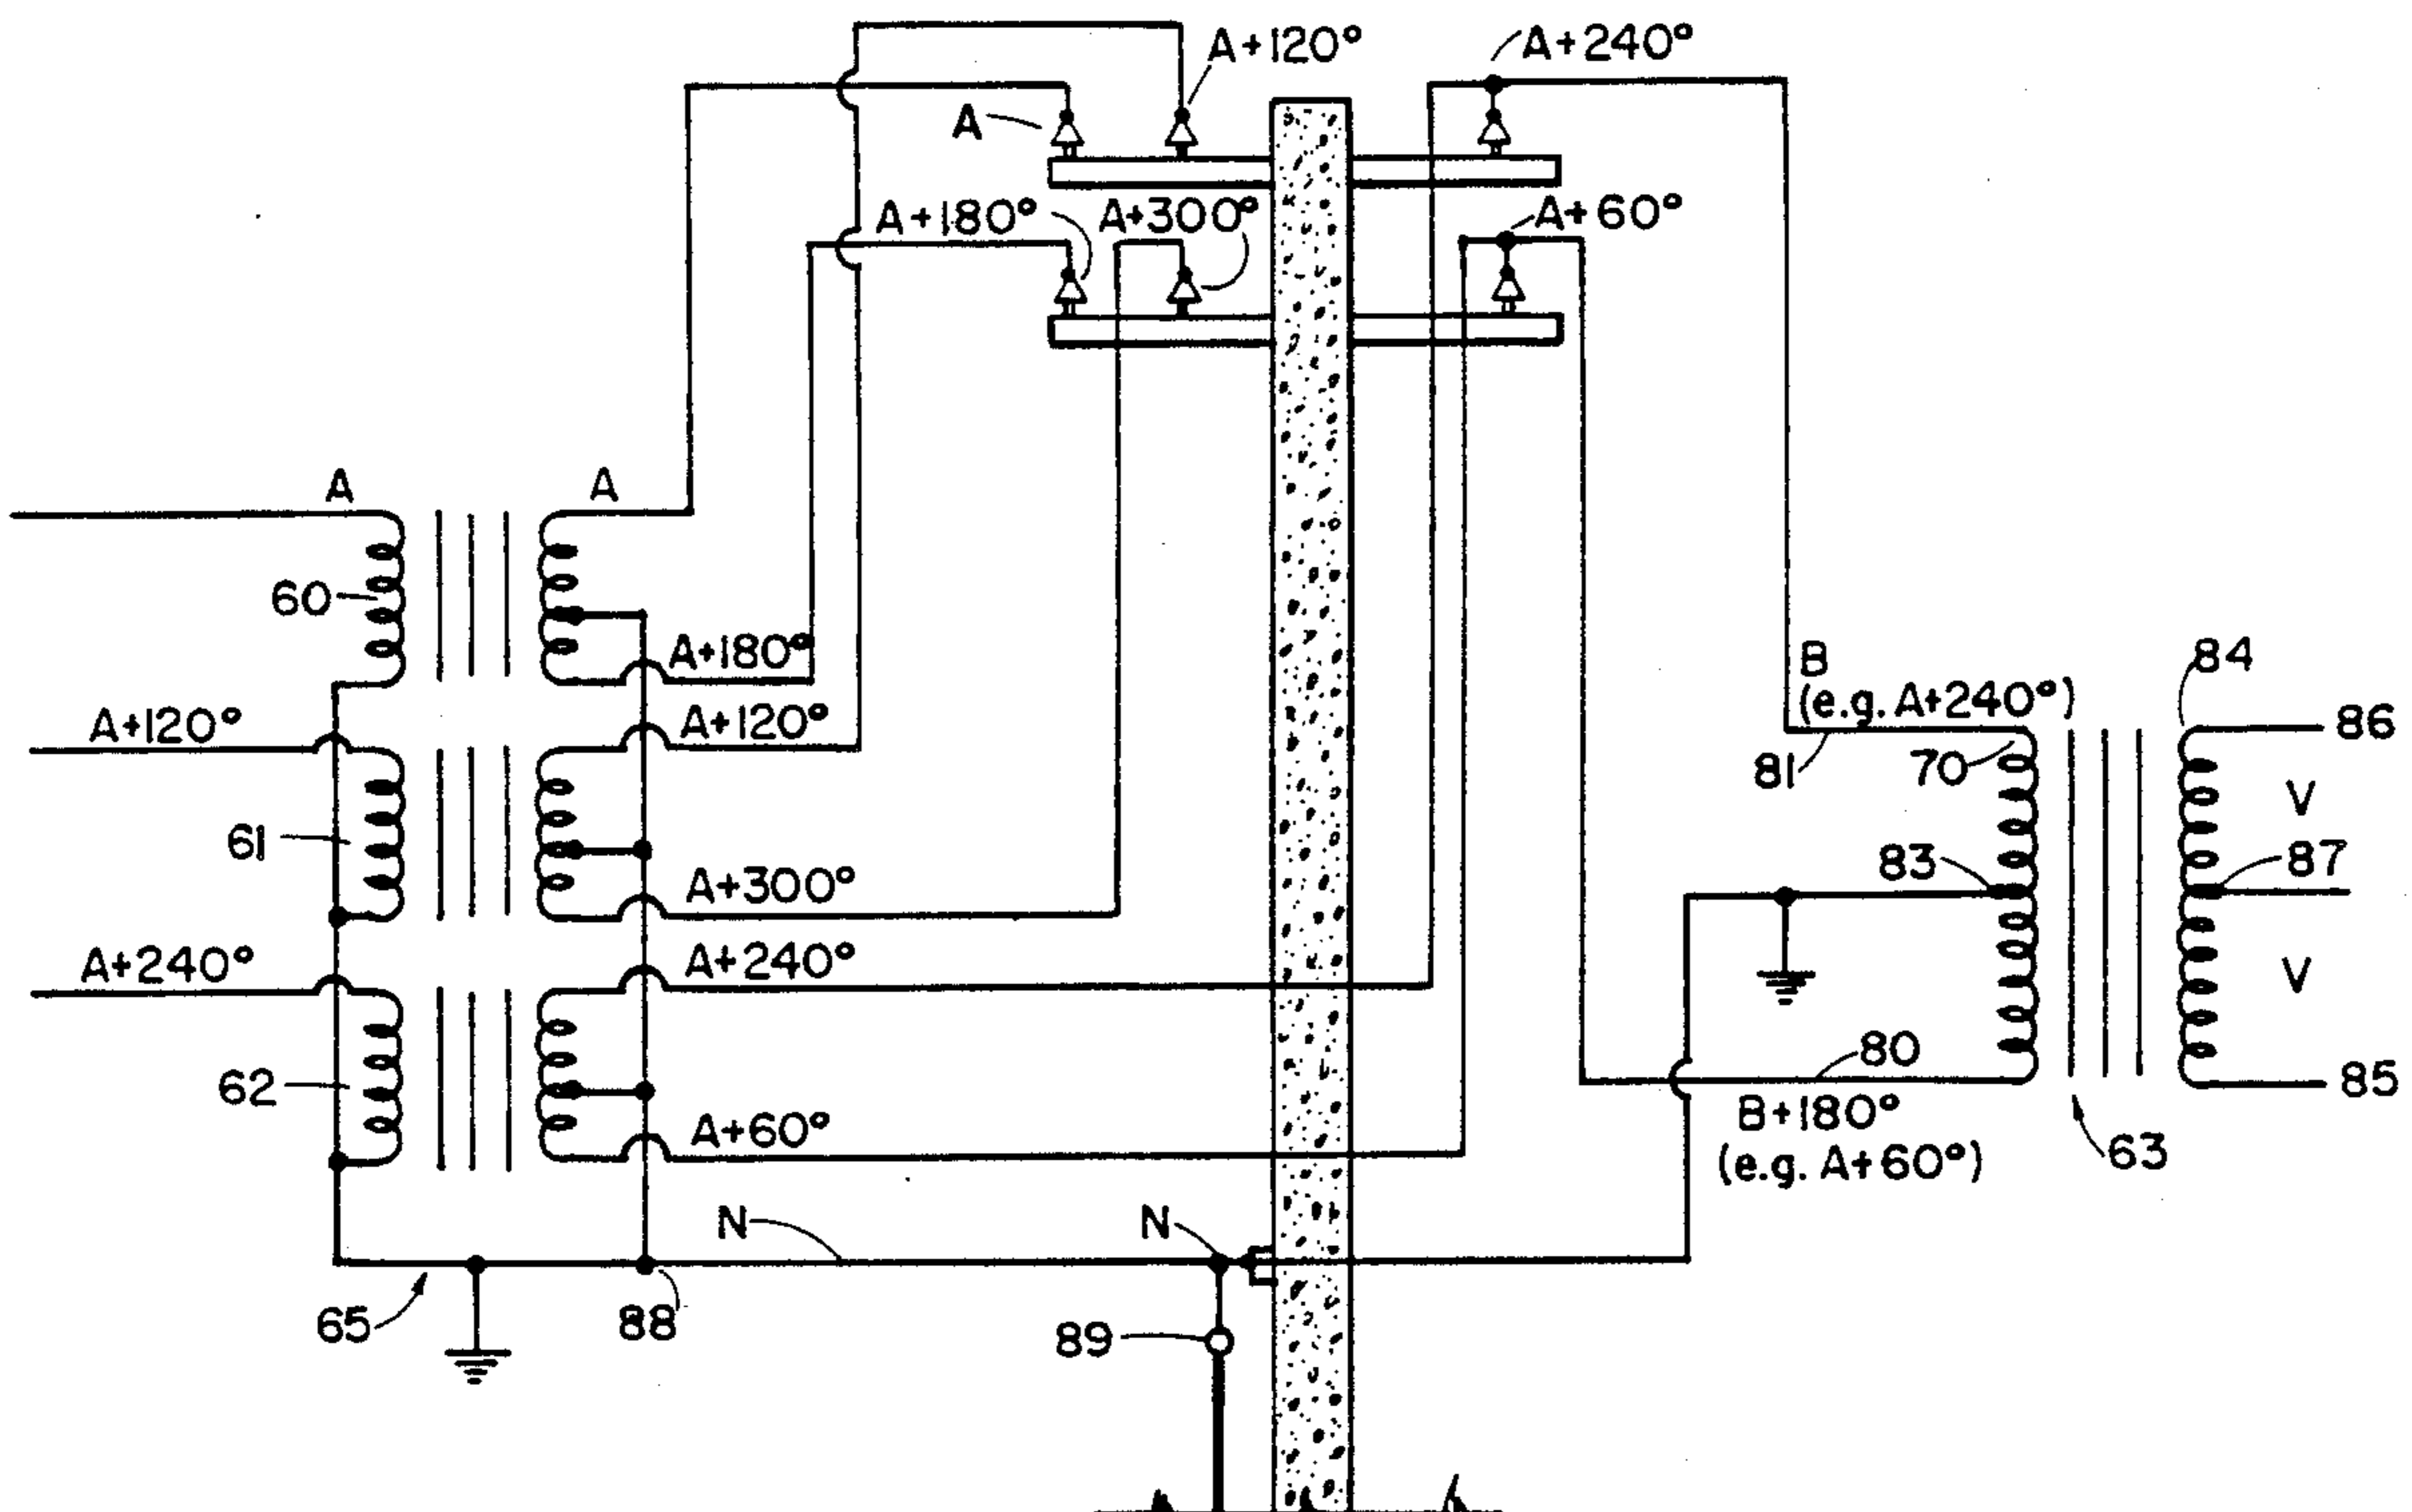 A+120°
A+240°
A
A+180°
A+300°
A+60°
A
A
60
A+180°
B
(e.g. A+240°)
84
A+120°
A+120°
86
81
70
V
61
83
87
A+300°
A+240°
A+240°
V
62
80
85
A+60°
B+180°
(e.g. A+60°)
63
N
N
65
88
89